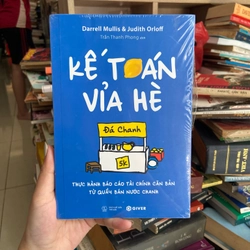 Darrell Mullis & Judith Orloff
Trần Thanh Phong dịch
KẾ TOÁN
VỈA HÈ
Đá Chanh
5k
THỰC HÀNH BÁO CÁO TÀI CHÍNH CĂN BẢN
TỪ QUẦY BÁN NƯỚC CHANH
GIVER